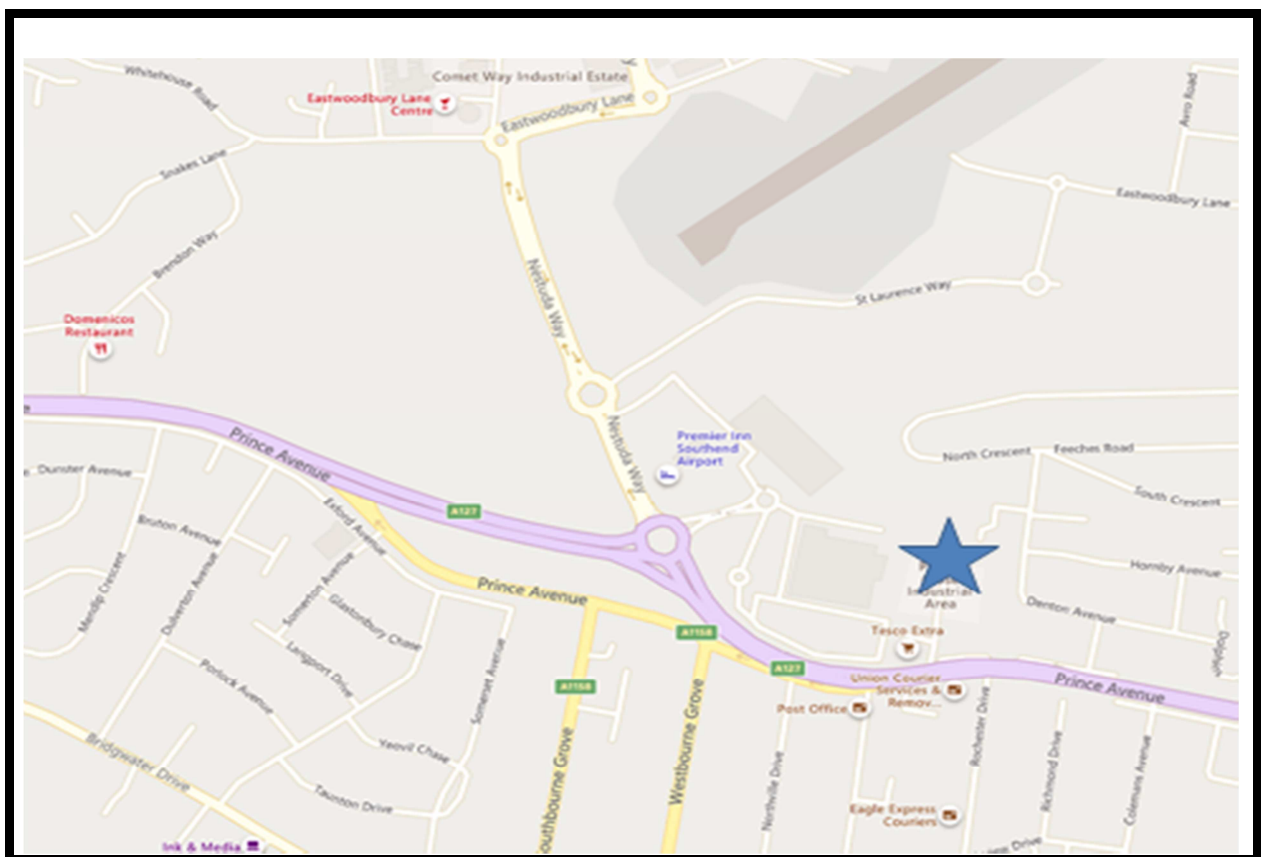 Whitehouse Road
Comet Way Industrial Estate
Eastwoodbury Lane
Centre
Eastwoodbury Lane
Avro Road
Snakes Lane
Eastwoodbury Lane
Brendon Way
Nestuda Way
St Laurence Way
Domenicos
Restaurant
Prince Avenue
Nestuda Way
Premier Inn
Southend
Airport
North Crescent
Feeches Road
Dunster Avenue
South Crescent
A127
Exford Avenue
Bruton Avenue
Mendip Crescent
Dulverton Avenue
Somerton Avenue
Glastonbury Chase
Prince Avenue
Hornby Avenue
Industrial
Area
Denton Avenue
A1158
Tesco Extra
A127
Langport Drive
Porlock Avenue
Somerset Avenue
A1158
Union Courier
Services &
Remov...
Post Office
Prince Avenue
Westbourne Grove
Rochester Drive
Bridgwater Drive
Yeovil Chase
Taunton Drive
outhbourne Grove
Northville Drive
Richmond Drive
Colemans Avenue
Eagle Express
Couriers
Ink & Media
Drive